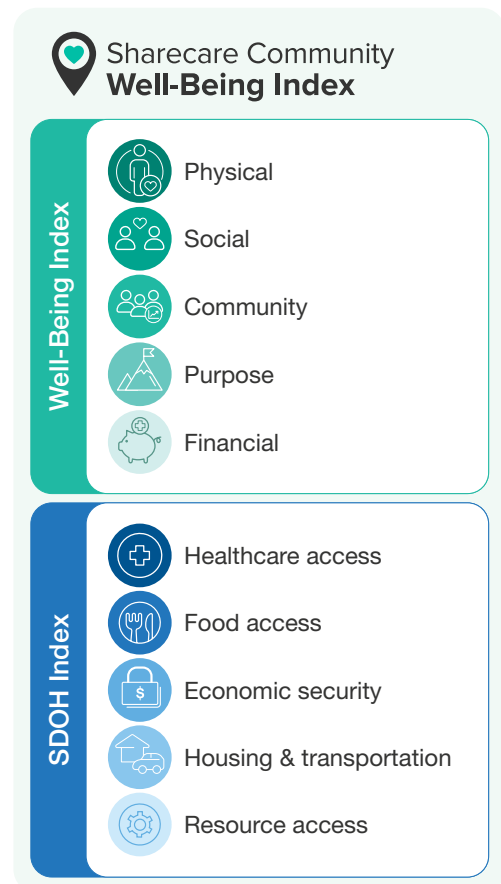 Sharecare Community
Well-Being Index
Well-Being Index
Physical
Social
Community
Purpose
Financial
SDOH Index
Healthcare access
Food access
$
Economic security
Housing & transportation
Resource access